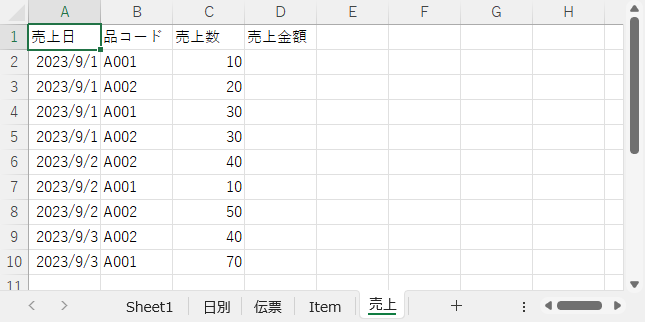 A B C D E F G H
1 売上日 品コード 売上数 売上金額
2 2023/9/1 A001 10
3 2023/9/1 A002 20
4 2023/9/1 A001 30
5 2023/9/1 A002 30
6 2023/9/2 A002 40
7 2023/9/2 A001 10
8 2023/9/2 A002 50
9 2023/9/3 A002 40
10 2023/9/3 A001 70
11
Sheet1 日別 伝票 Item 売上